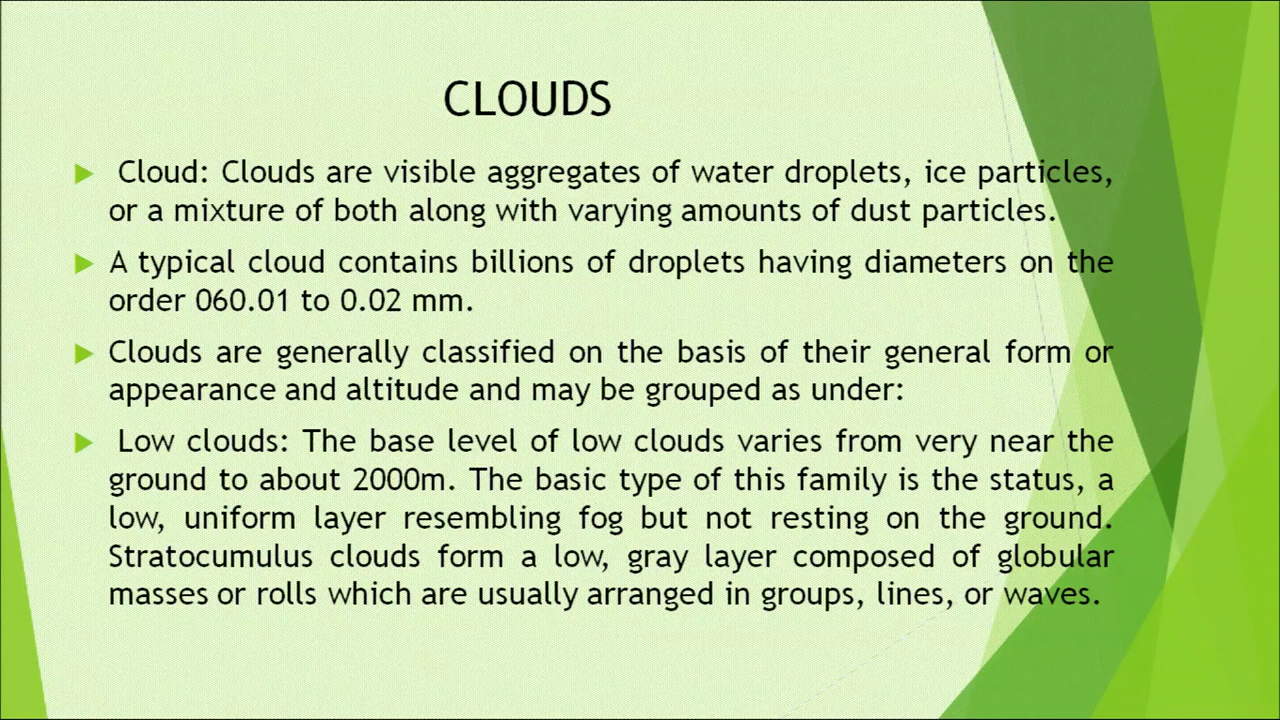 CLOUDS
Cloud: Clouds are visible aggregates of water droplets, ice particles,
or a mixture of both along with varying amounts of dust particles.
A typical cloud contains billions of droplets having diameters on the
order 060.01 to 0.02 mm.
Clouds are generally classified on the basis of their general form or
appearance and altitude and may be grouped as under:
Low clouds: The base level of low clouds varies from very near the
ground to about 2000m. The basic type of this family is the status, a
low, uniform layer resembling fog but not resting on the ground.
Stratocumulus clouds form a low, gray layer composed of globular
masses or rolls which are usually arranged in groups, lines, or waves.